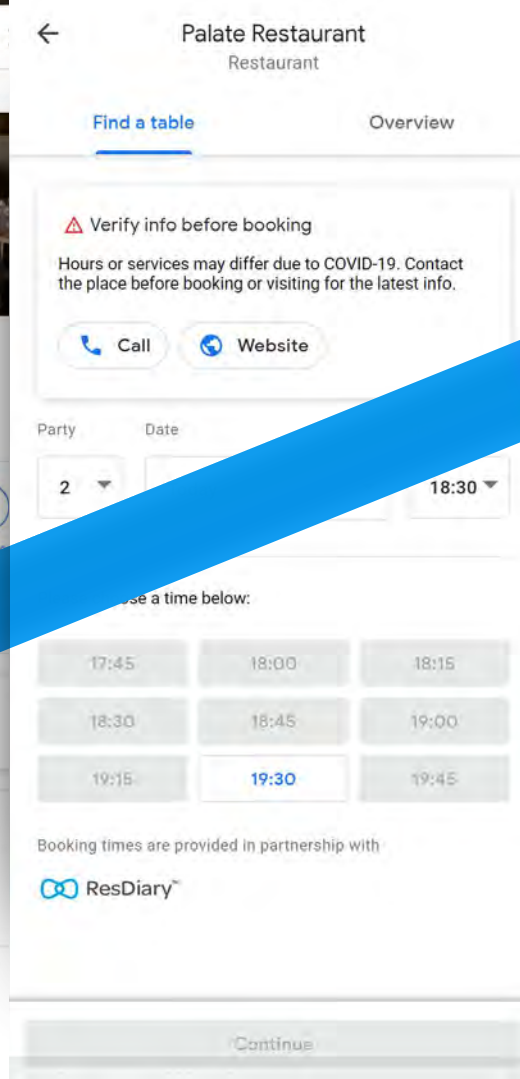 Palate Restaurant
Restaurant
Find a table
Overview
Verify info before booking
Hours or services may differ due to COVID-19. Contact
the place before booking or visiting for the latest info.
Call
Website
Party
Date
2
18:30
a time below:
17:45
18:00
18:15
18:30
18:45
19:00
19:15
19:30
19:45
Booking times are provided in partnership with
ResDiary™
Continue